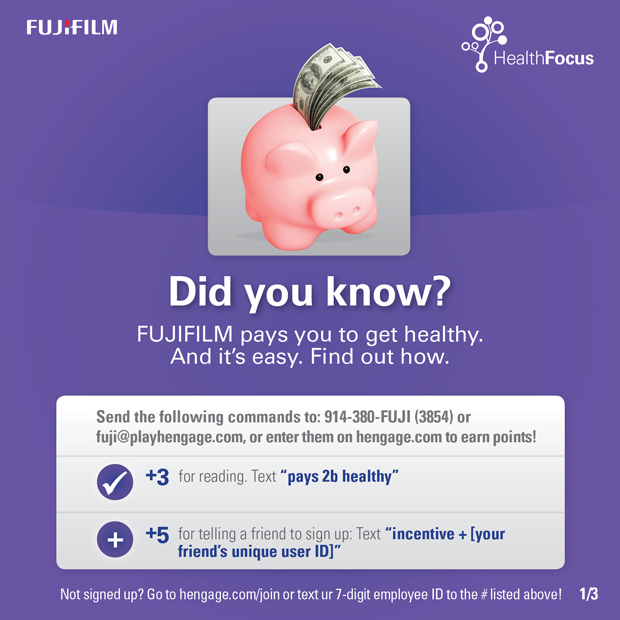 FUJIFILM
HealthFocus
Did you know?
FUJIFILM pays you to get healthy.
And it's easy. Find out how.
Send the following commands to: 914-380-FUJI (3854) or
fuji@playhengage.com, or enter them on hengage.com to earn points!
+3 for reading. Text “pays 2b healthy”
+ +5 for telling a friend to sign up: Text “incentive + [your
friend's unique user ID]”
Not signed up? Go to hengage.com/join or text ur 7-digit employee ID to the # listed above! 1/3